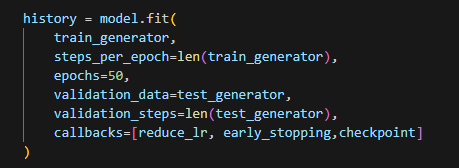 history = model.fit(
    train_generator,
    steps_per_epoch=len(train_generator),
    epochs=50,
    validation_data=test_generator,
    validation_steps=len(test_generator),
    callbacks=[reduce_lr, early_stopping,checkpoint]
)